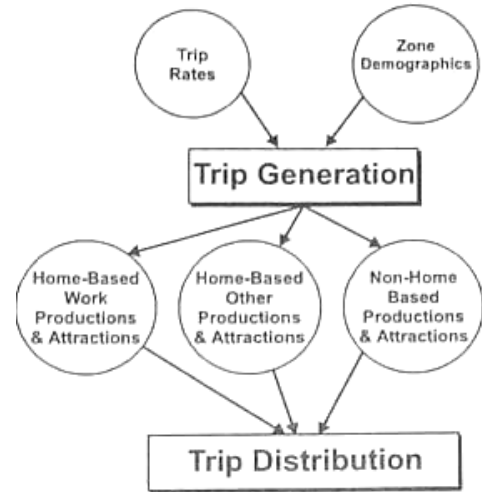 Trip
Rates
Zone
Demographics
Trip Generation
Home-Based
Work
Productions
& Attractions
Home-Based
Other
Productions
& Attractions
Non-Home
Based
Productions
& Attractions
Trip Distribution